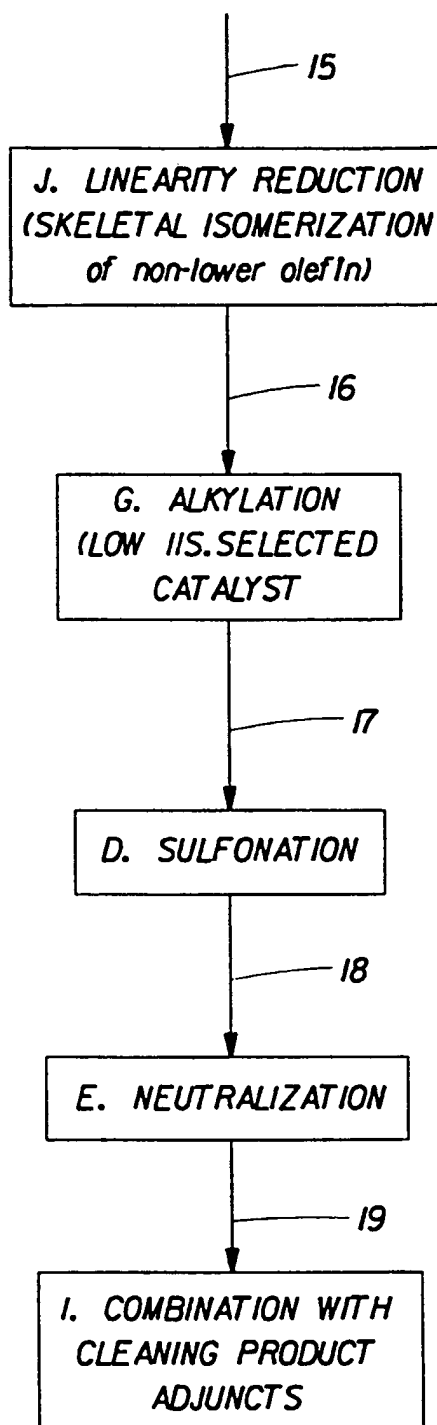 15
J. LINEARITY REDUCTION
(SKELETAL ISOMERIZATION
of non-lower olefin)
16
G. ALKYLATION
(LOW IIS.SELECTED
CATALYST
17
D. SULFONATION
18
E. NEUTRALIZATION
19
I. COMBINATION WITH
CLEANING PRODUCT
ADJUNCTS